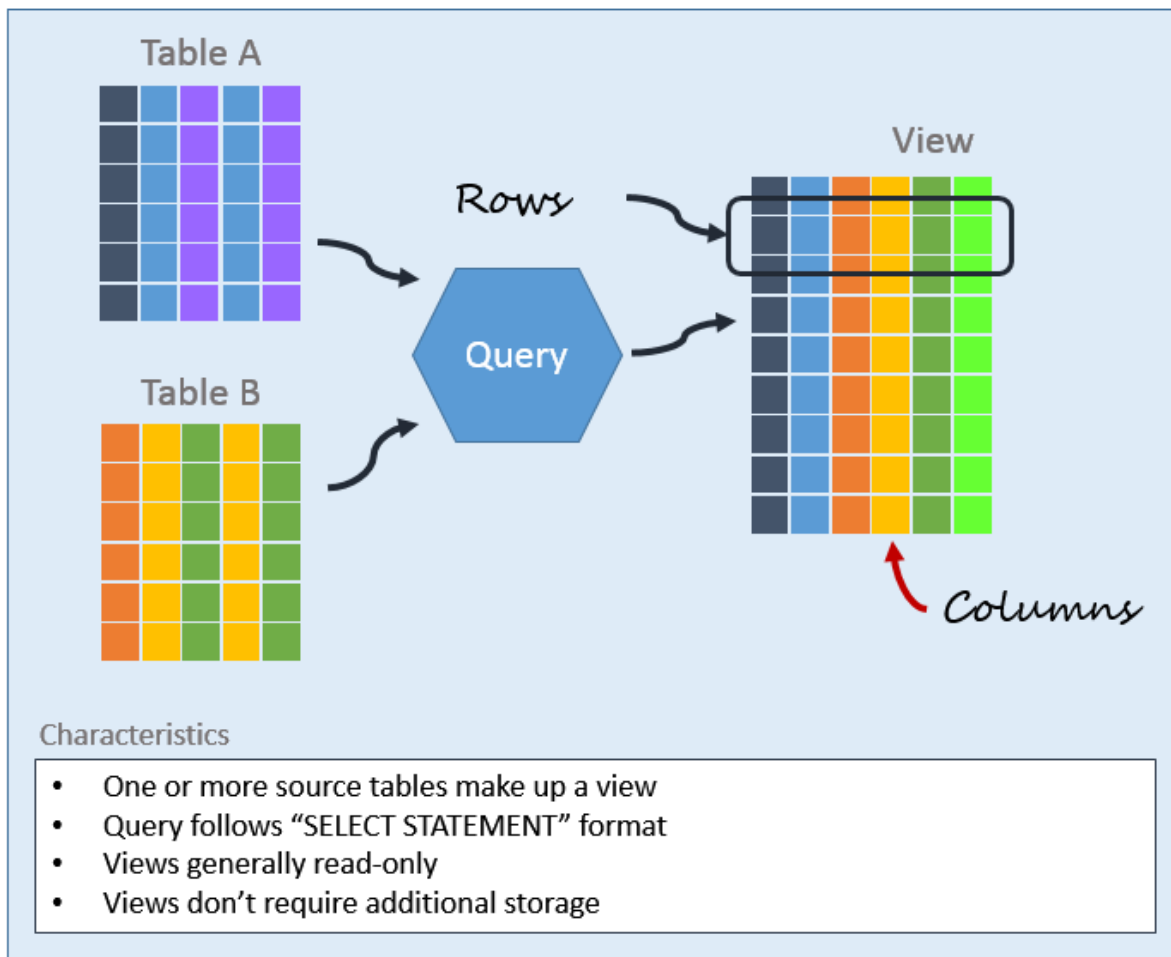 Table A
View
Rows
Query
Table B
Columns
Characteristics
• One or more source tables make up a view
• Query follows “SELECT STATEMENT” format
• Views generally read-only
• Views don’t require additional storage